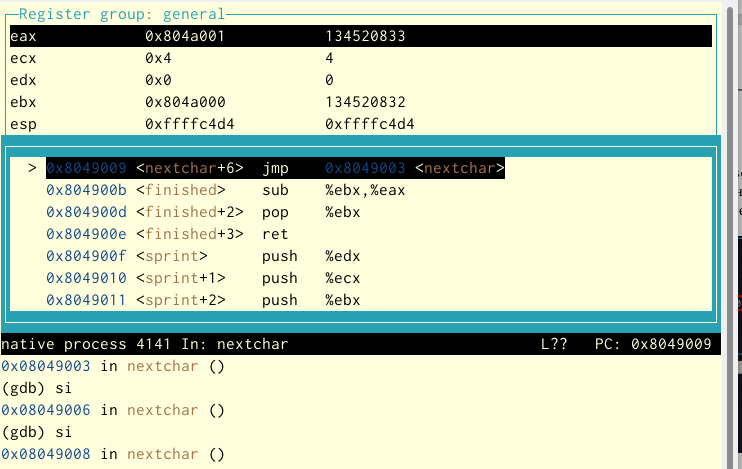 Register group: general
eax 0x804a001 134520833
ecx 0x4 4
edx 0x0 0
ebx 0x804a000 134520832
esp 0xffffc4d4 0xffffc4d4
> 0x8049009 <nextchar+6> jmp 0x8049003 <nextchar>
0x804900b <finished> sub %ebx,%eax
0x804900d <finished+2> pop %ebx
0x804900e <finished+3> ret
0x804900f <sprint> push %edx
0x8049010 <sprint+1> push %ecx
0x8049011 <sprint+2> push %ebx
native process 4141 In: nextchar L?? PC: 0x8049009
0x08049003 in nextchar ()
(gdb) si
0x08049006 in nextchar ()
(gdb) si
0x08049008 in nextchar ()